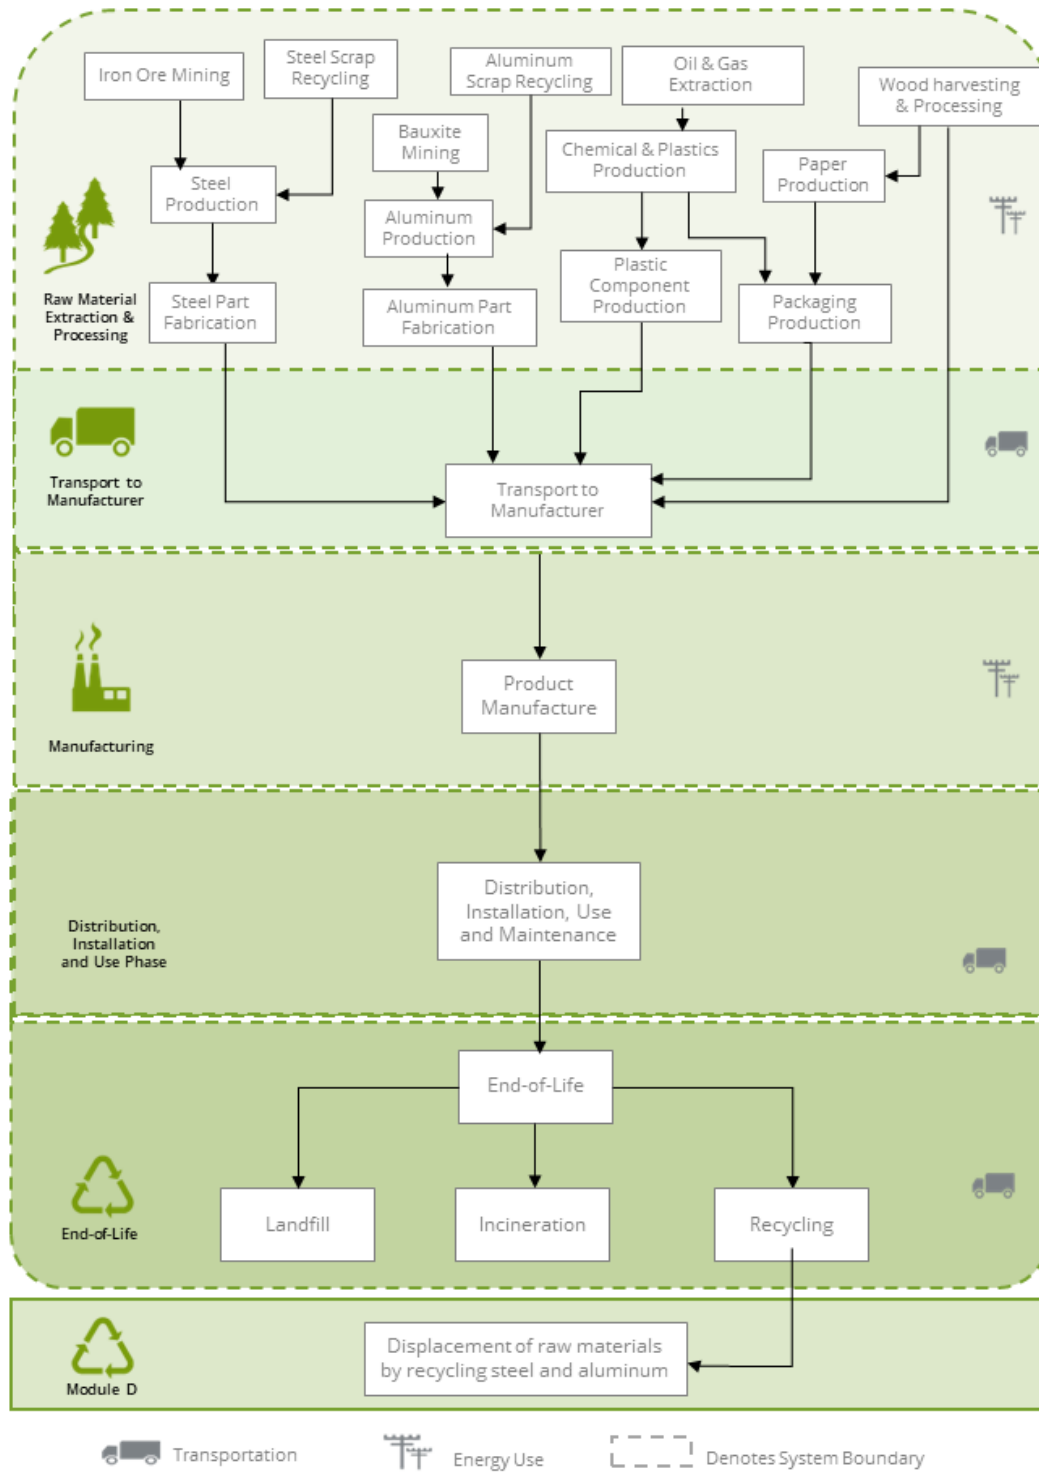 Iron Ore Mining
Steel Scrap
Recycling
Aluminum
Scrap Recycling
Oil & Gas
Extraction
Wood harvesting
& Processing
Bauxite
Mining
Chemical & Plastics
Production
Paper
Production
Steel
Production
Aluminum
Production
Plastic
Component
Production
Steel Part
Fabrication
Aluminum Part
Fabrication
Packaging
Production
Raw Material
Extraction &
Processing
Transport to
Manufacturer
Transport to
Manufacturer
Product
Manufacture
Manufacturing
Distribution,
Installation, Use
and Maintenance
Distribution,
Installation
and Use Phase
End-of-Life
Landfill
Incineration
Recycling
End-of-Life
Displacement of raw materials
by recycling steel and aluminum
Module D
Transportation
Energy Use
Denotes System Boundary